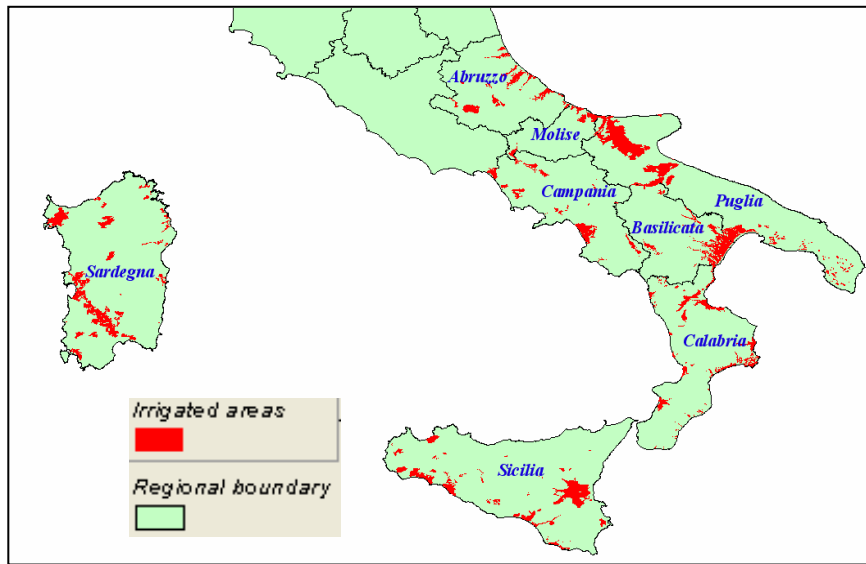 Abruzzo
Molise
Campania
Puglia
Basilicata
Sardegna
Calabria
Irrigated areas
Sicilia
Regional boundary